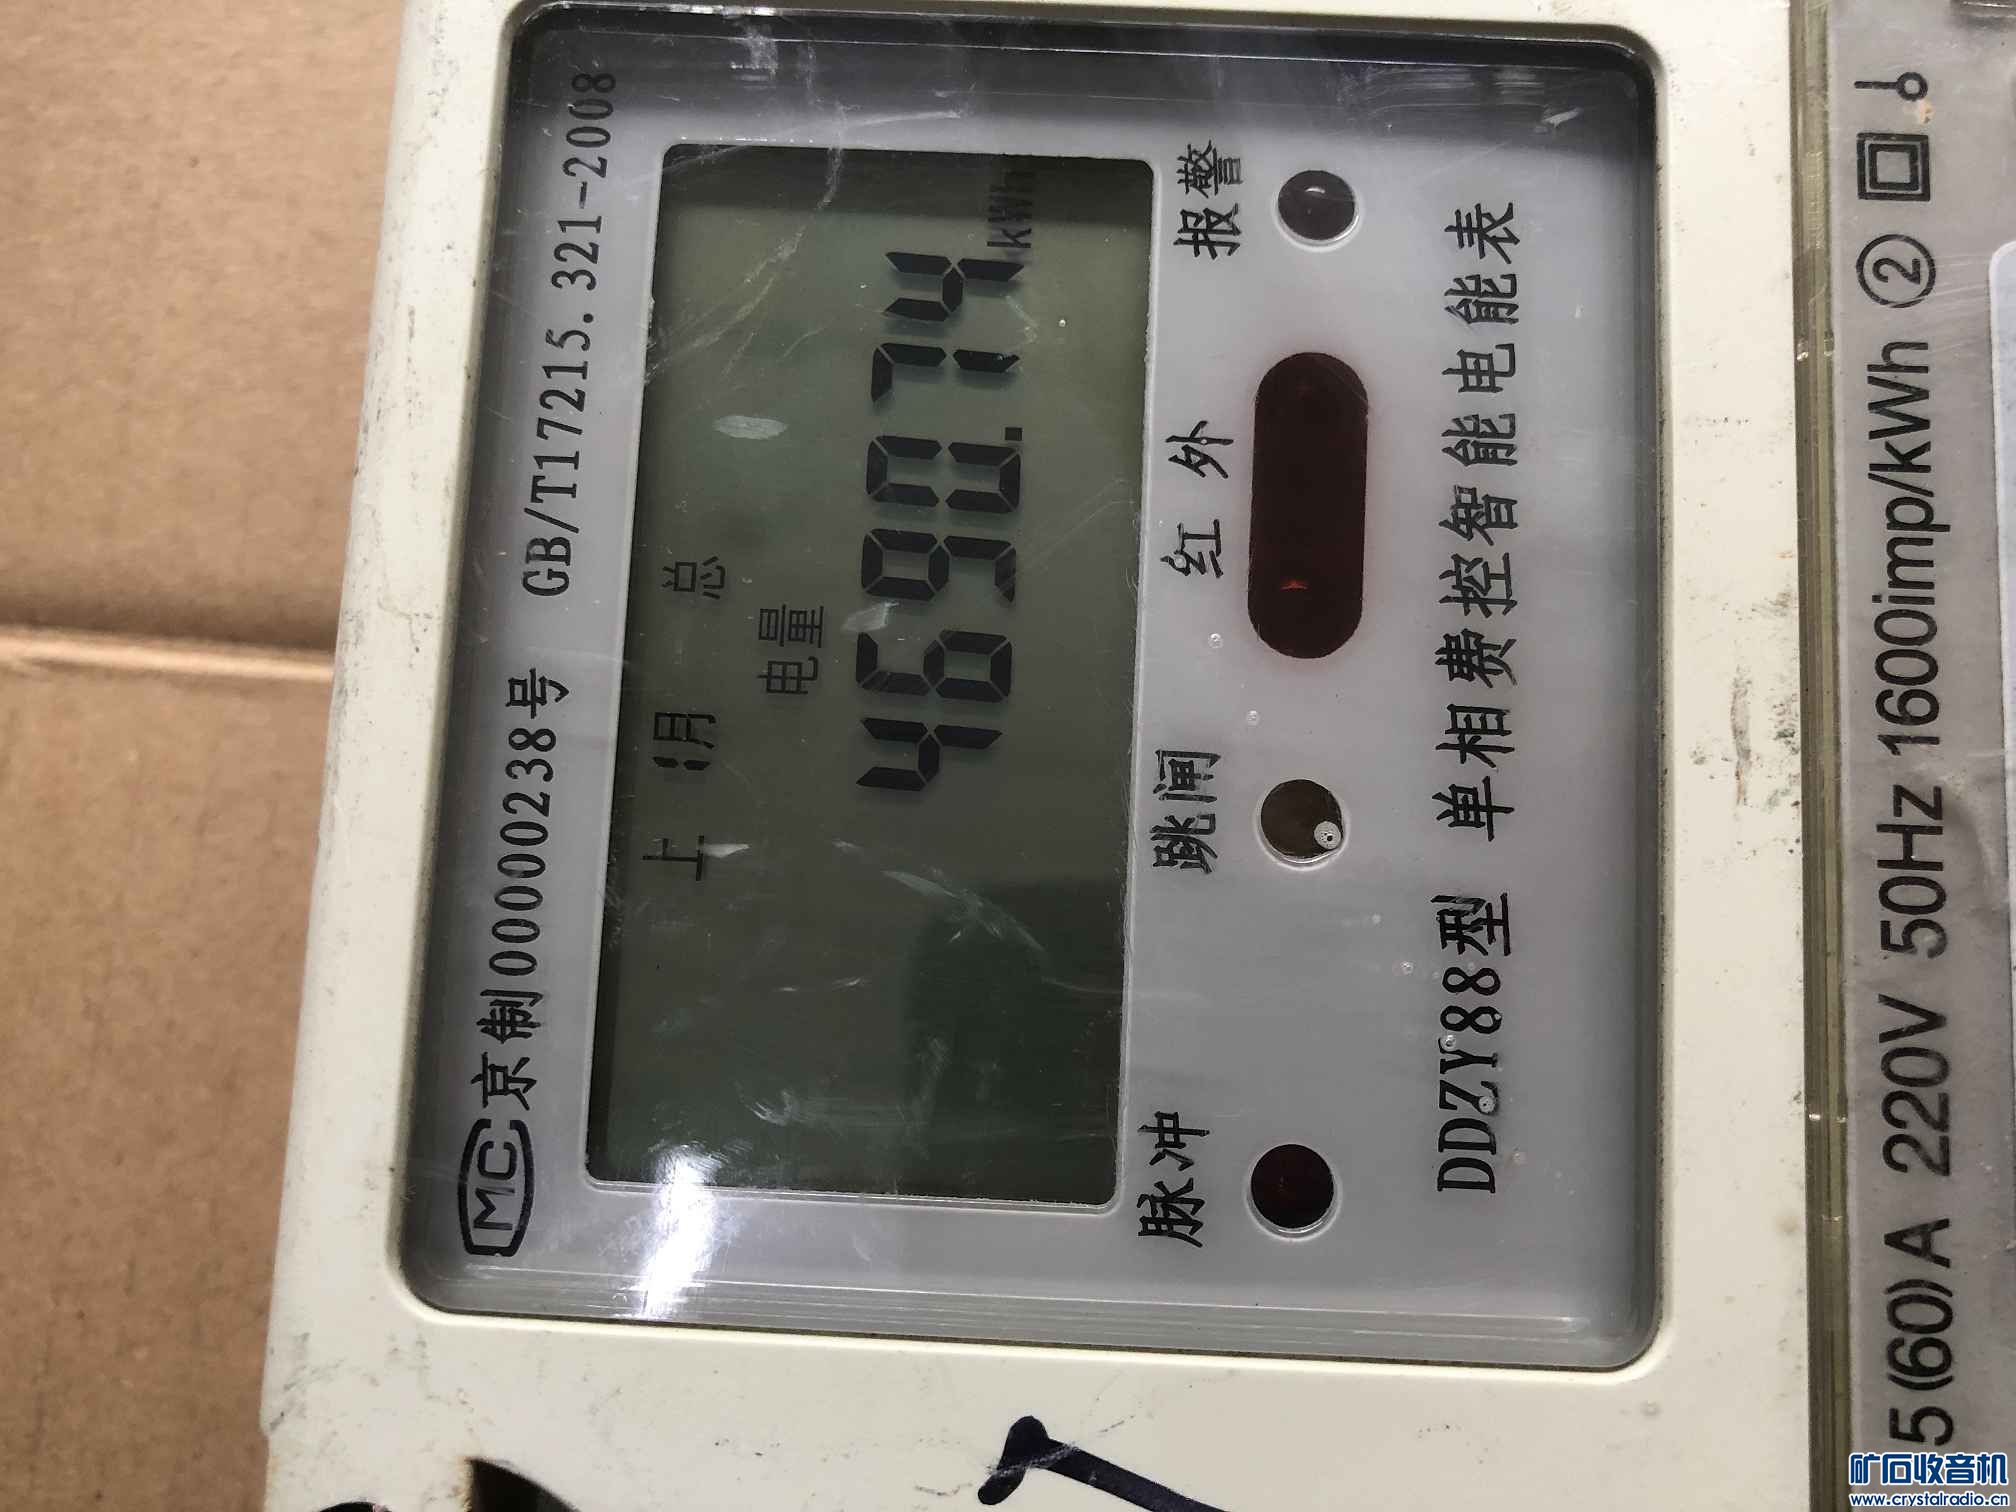 MC 京制00000238号 GB/T17215.321-2008
上 1月 总
电量
4690.74 kWh
脉冲 跳闸 红外 报警
DDZY88型 单相费控智能电能表
5(60)A 220V 50Hz 1600imp/kWh ②
矿石收音机
www.crystalradio.cn